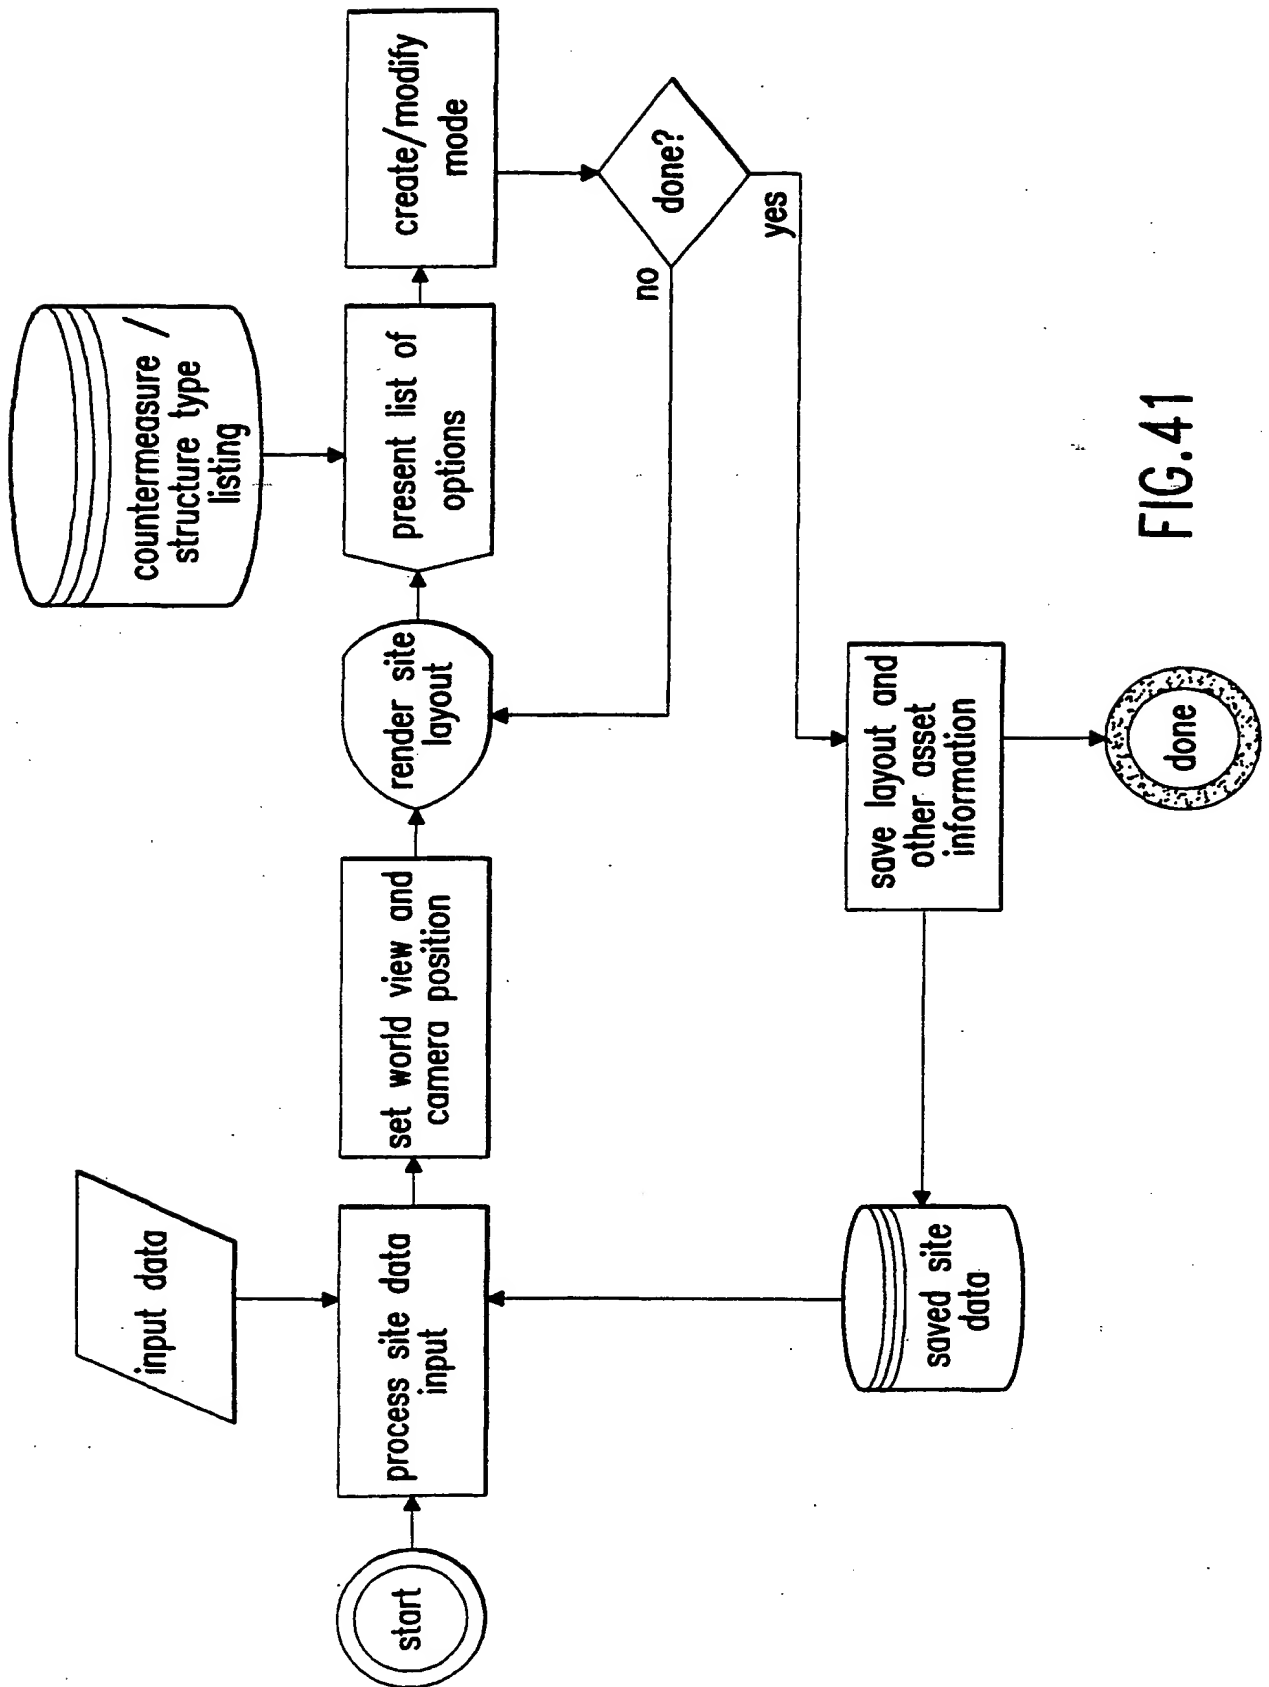 countermeasure /
structure type
listing
input data
start
process site data
input
set world view and
camera position
render site
layout
present list of
options
create/modify
mode
done?
no
yes
saved site
data
save layout and
other asset
information
done
FIG.41